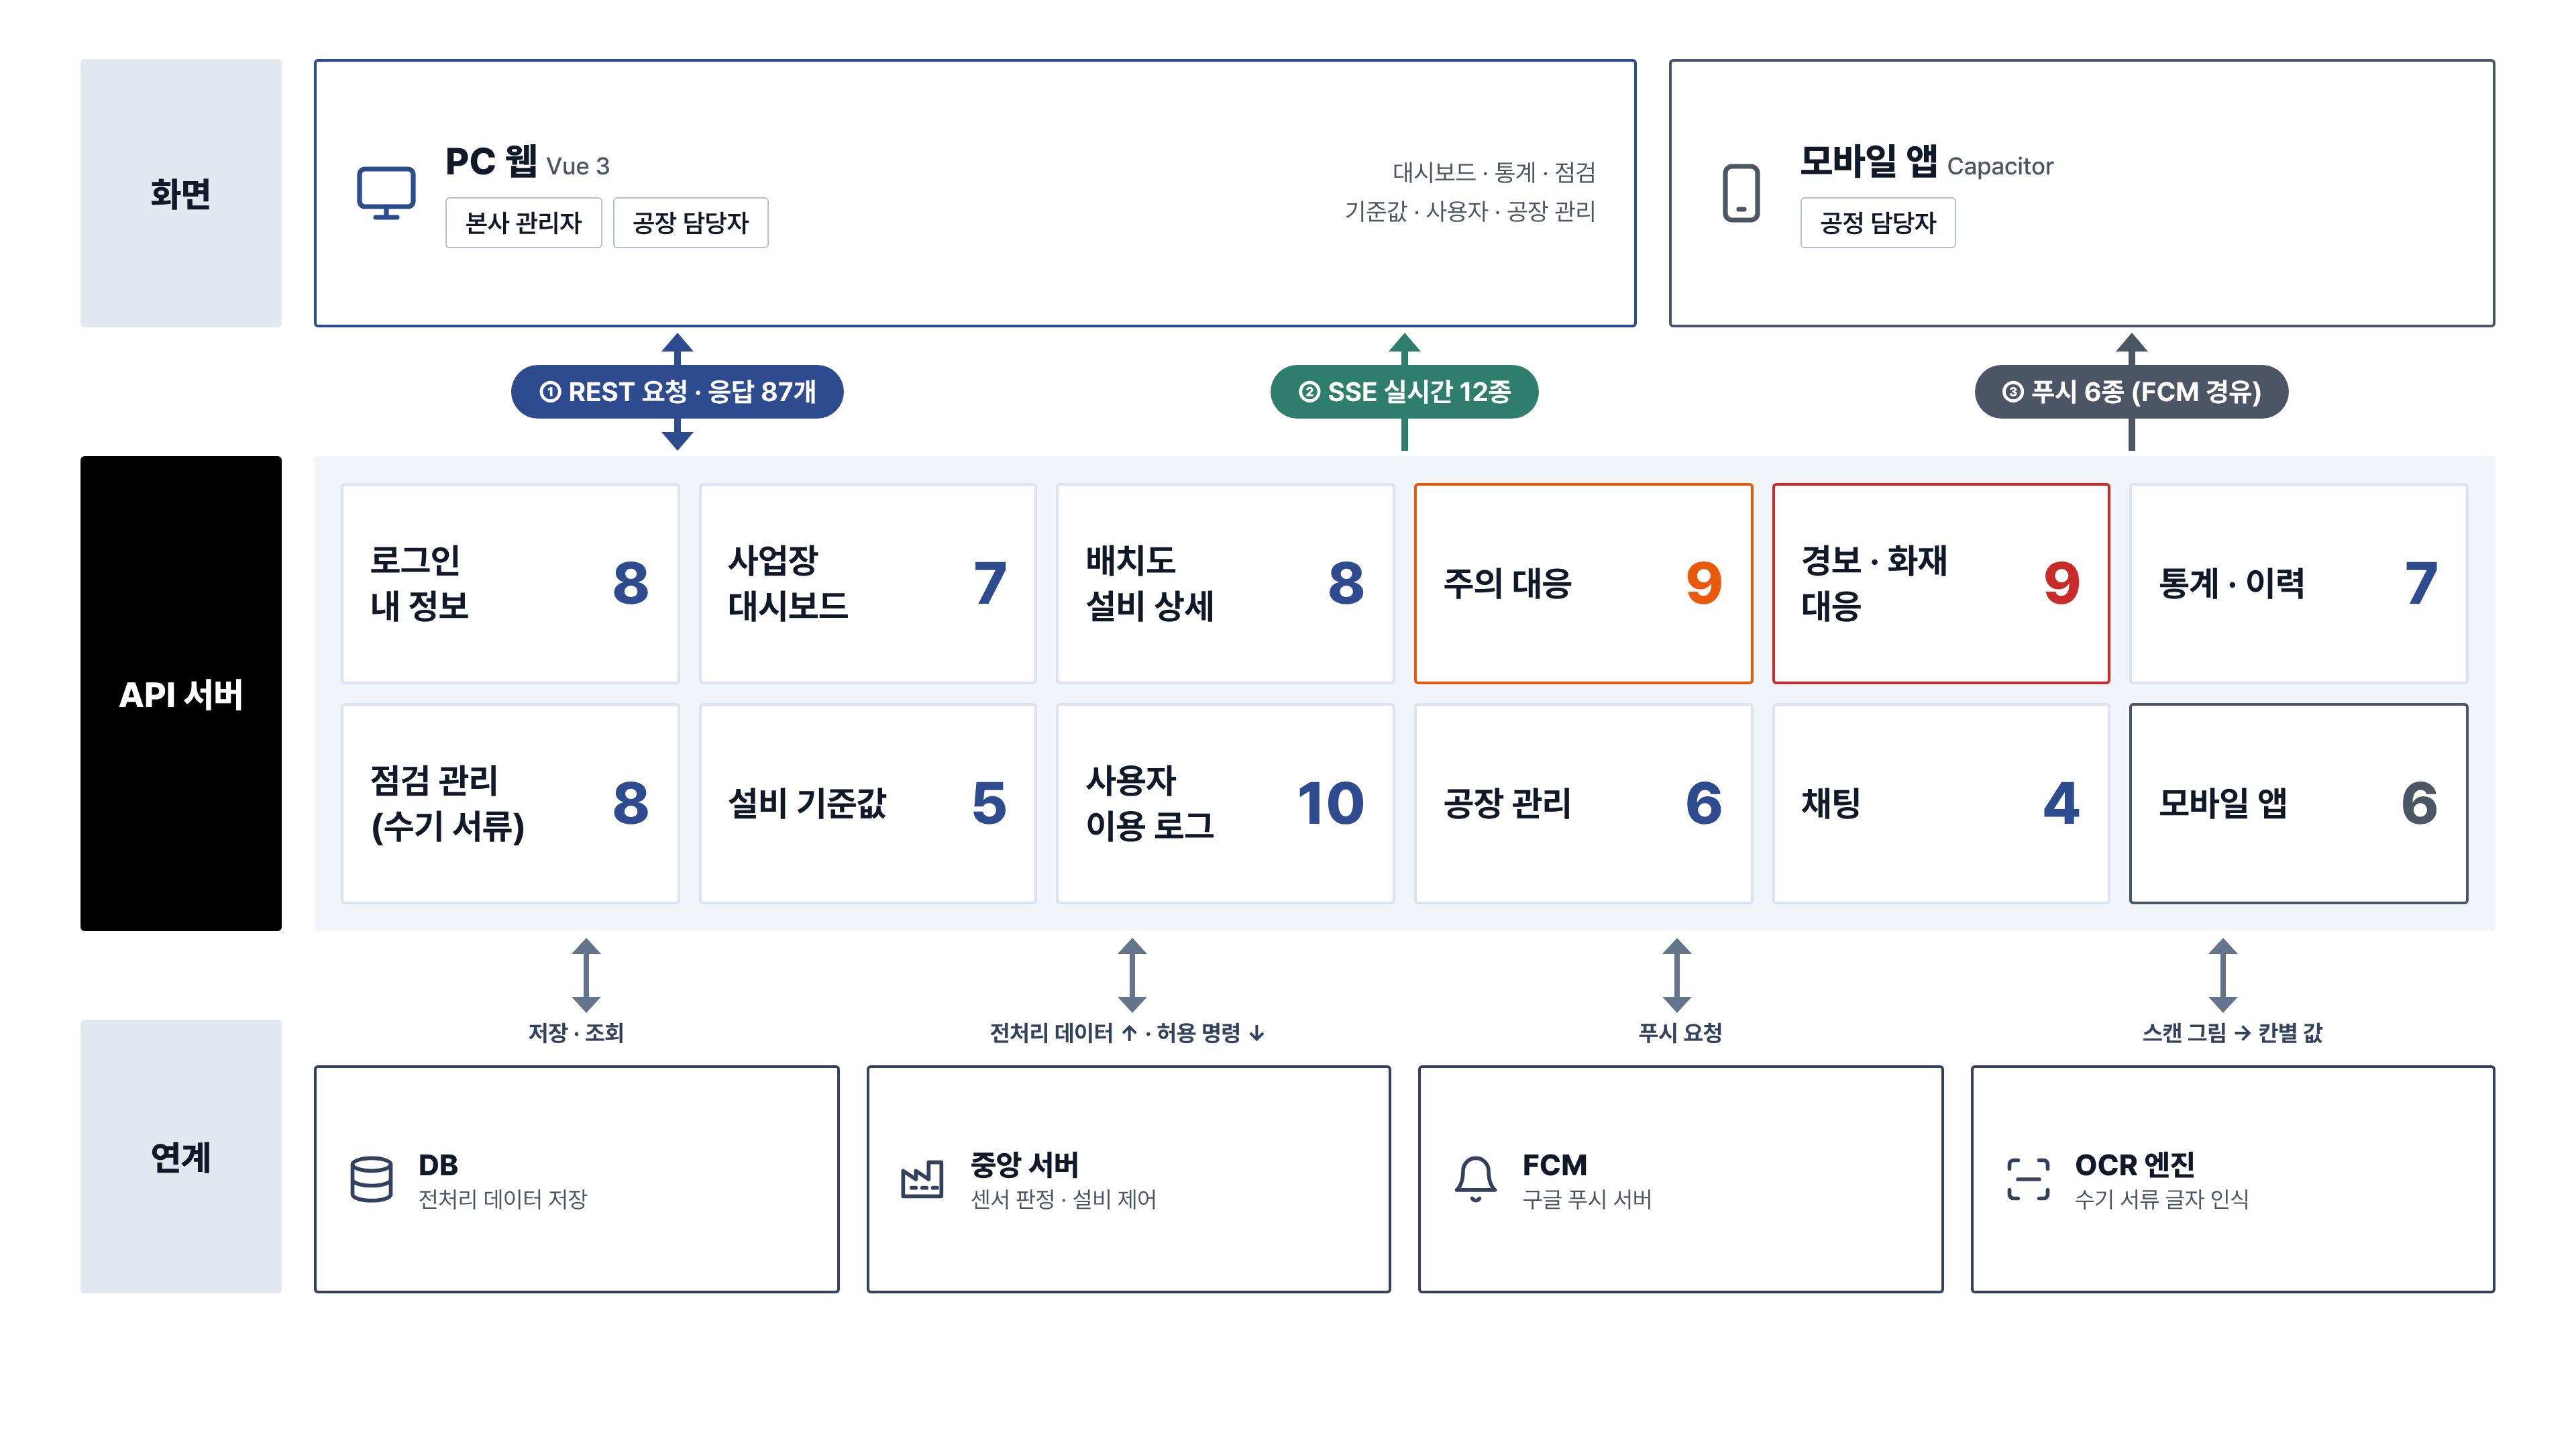 화면
PC 웹 Vue 3
본사 관리자 공장 담당자
대시보드 · 통계 · 점검
기준값 · 사용자 · 공장 관리
모바일 앱 Capacitor
공정 담당자
① REST 요청 · 응답 87개
② SSE 실시간 12종
③ 푸시 6종 (FCM 경유)
API 서버
로그인
내 정보
8
사업장
대시보드
7
배치도
설비 상세
8
주의 대응
9
경보 · 화재
대응
9
통계 · 이력
7
점검 관리
(수기 서류)
8
설비 기준값
5
사용자
이용 로그
10
공장 관리
6
채팅
4
모바일 앱
6
연계
저장 · 조회
전처리 데이터 ↑ · 허용 명령 ↓
푸시 요청
스캔 그림 → 칸별 값
DB
전처리 데이터 저장
중앙 서버
센서 판정 · 설비 제어
FCM
구글 푸시 서버
OCR 엔진
수기 서류 글자 인식